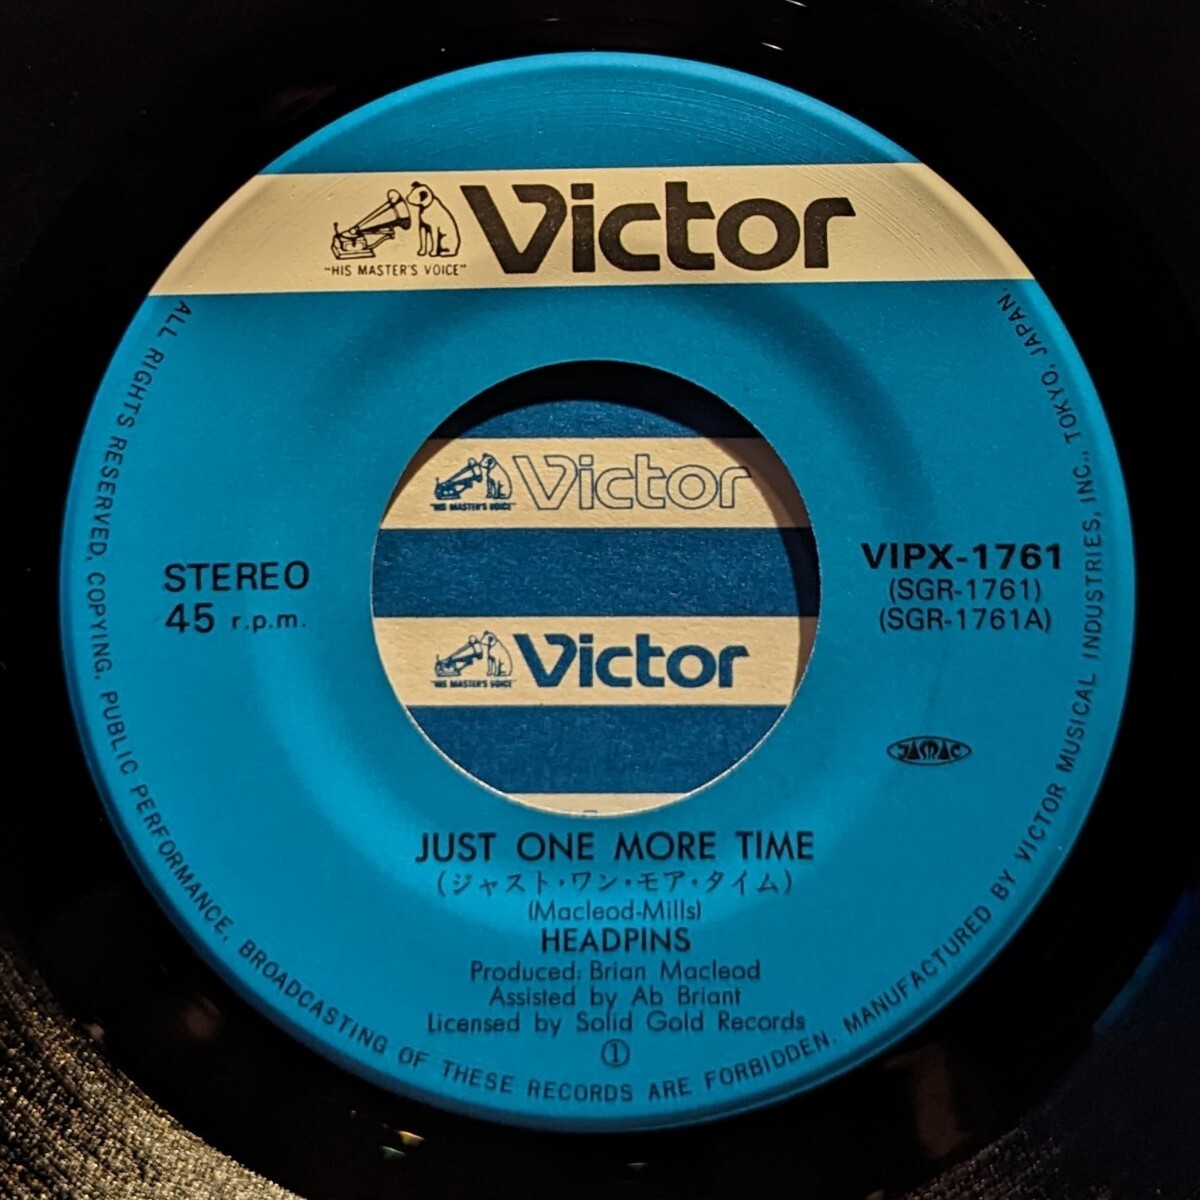 Victor
"HIS MASTER'S VOICE"
Victor
"HIS MASTER'S VOICE"
STEREO
45 r.p.m.
VIPX-1761
(SGR-1761)
(SGR-1761A)
Victor
"HIS MASTER'S VOICE"
JASRAC
JUST ONE MORE TIME
(ジャスト・ワン・モア・タイム)
(Macleod-Mills)
HEADPINS
Produced: Brian Macleod
Assisted by Ab Briant
Licensed by Solid Gold Records
①
ALL RIGHTS RESERVED, COPYING, PUBLIC PERFORMANCE, BROADCASTING OF THESE RECORDS ARE FORBIDDEN, MANUFACTURED BY VICTOR MUSICAL INDUSTRIES, INC., TOKYO, JAPAN.